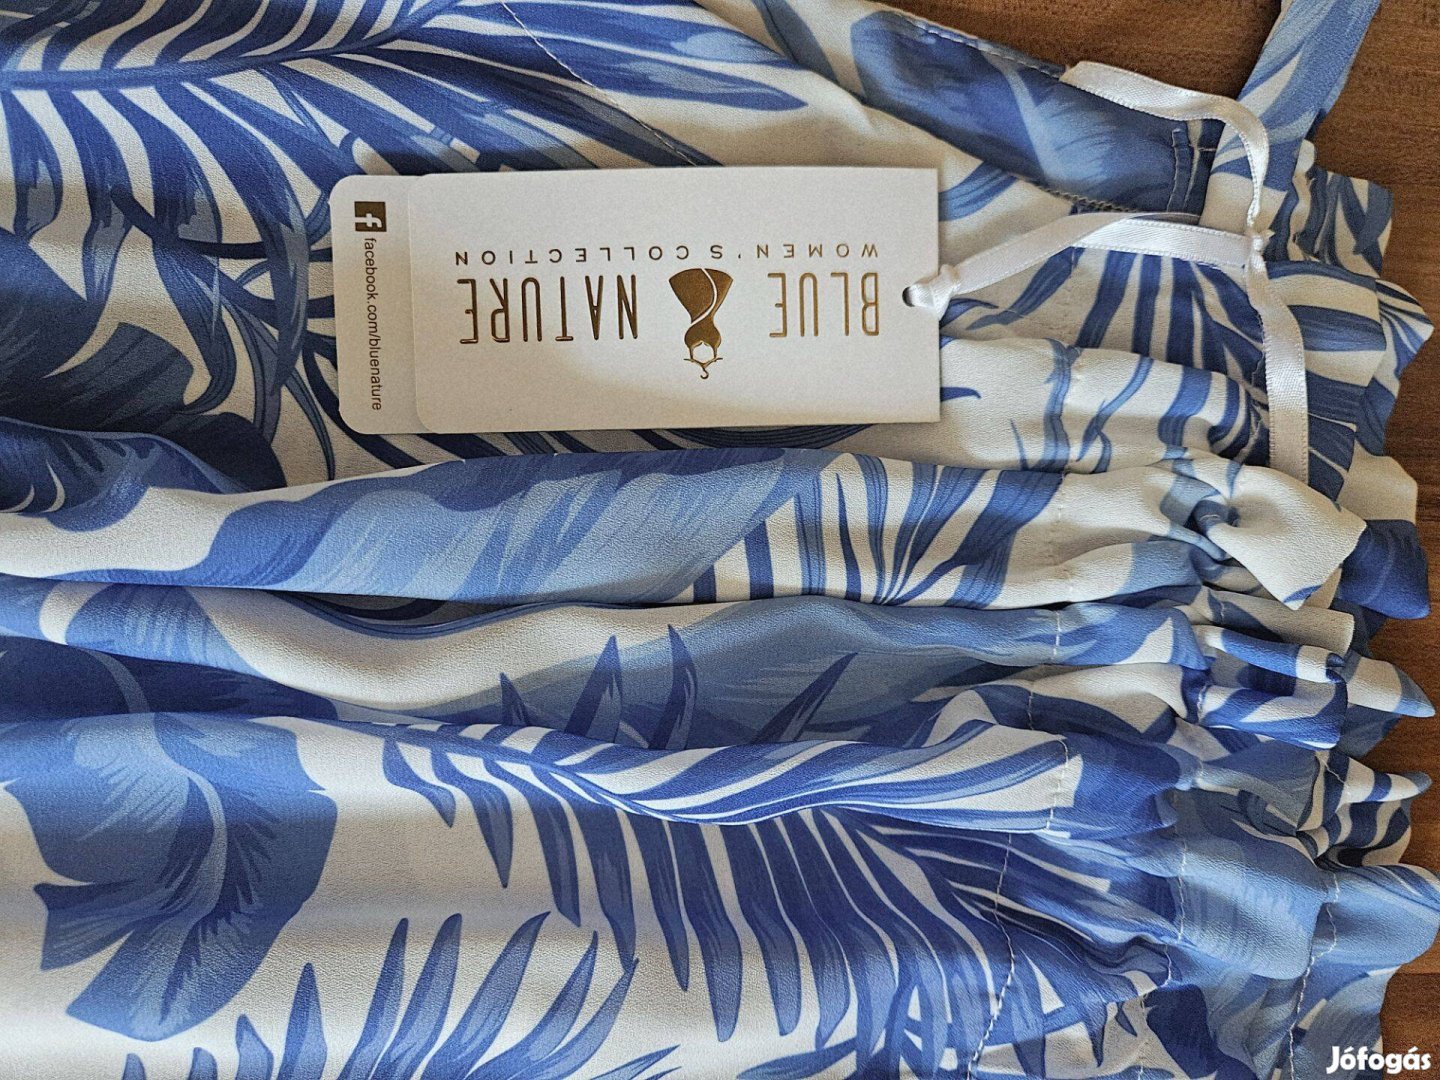 BLUE NATURE
WOMEN'S COLLECTION
f facebook.com/bluenature
Jófogás